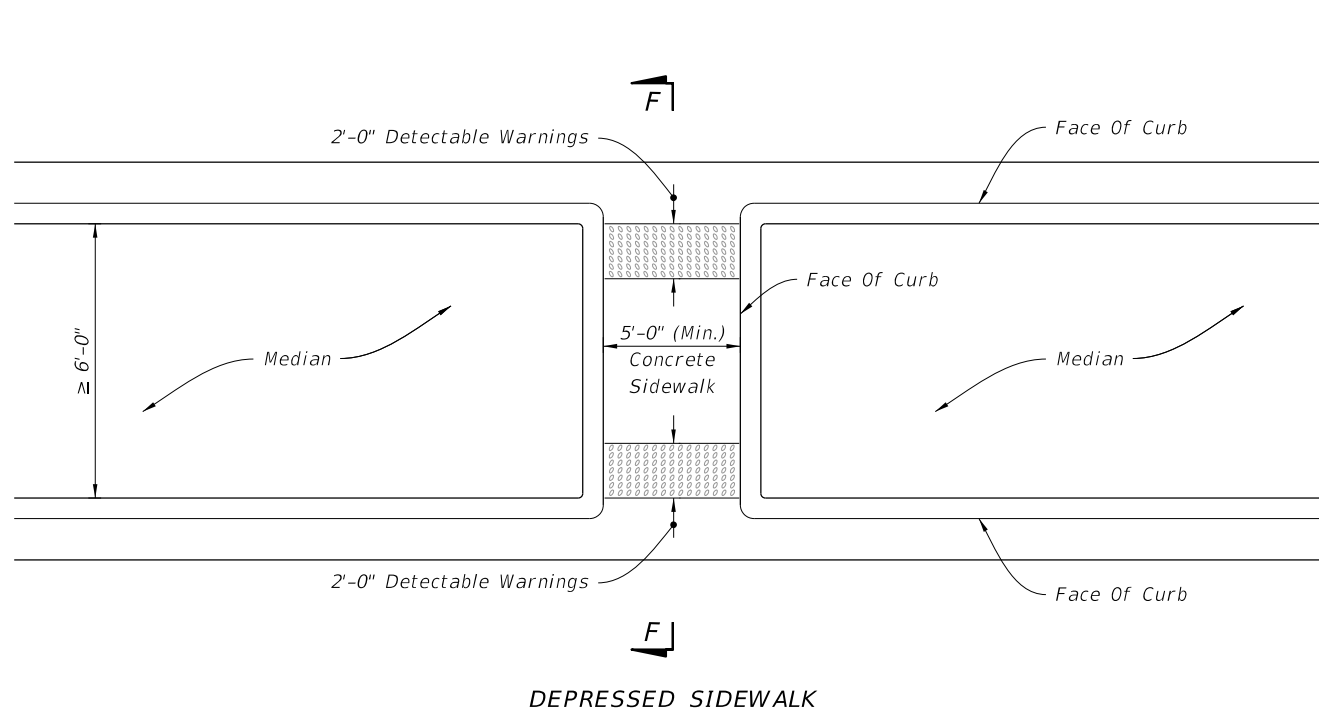 F
2'-0" Detectable Warnings
Face Of Curb
Face Of Curb
≥ 6'-0"
Median
5'-0" (Min.)
Concrete
Sidewalk
Median
2'-0" Detectable Warnings
Face Of Curb
F
DEPRESSED SIDEWALK